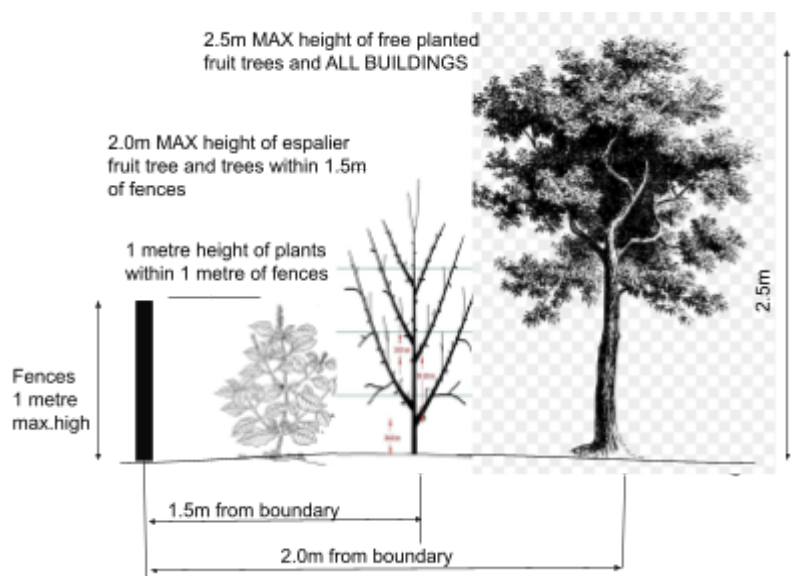 2.5m MAX height of free planted
fruit trees and ALL BUILDINGS
2.0m MAX height of espalier
fruit tree and trees within 1.5m
of fences
1 metre height of plants
within 1 metre of fences
2.5m
Fences
1 metre
max.high
1.5m from boundary
2.0m from boundary